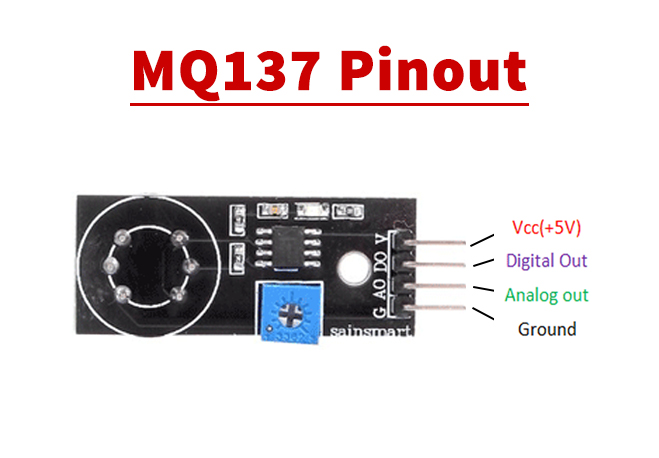 MQ137 Pinout
Vcc(+5V)
Digital Out
Analog out
Ground
G AO DO V
sainsmart